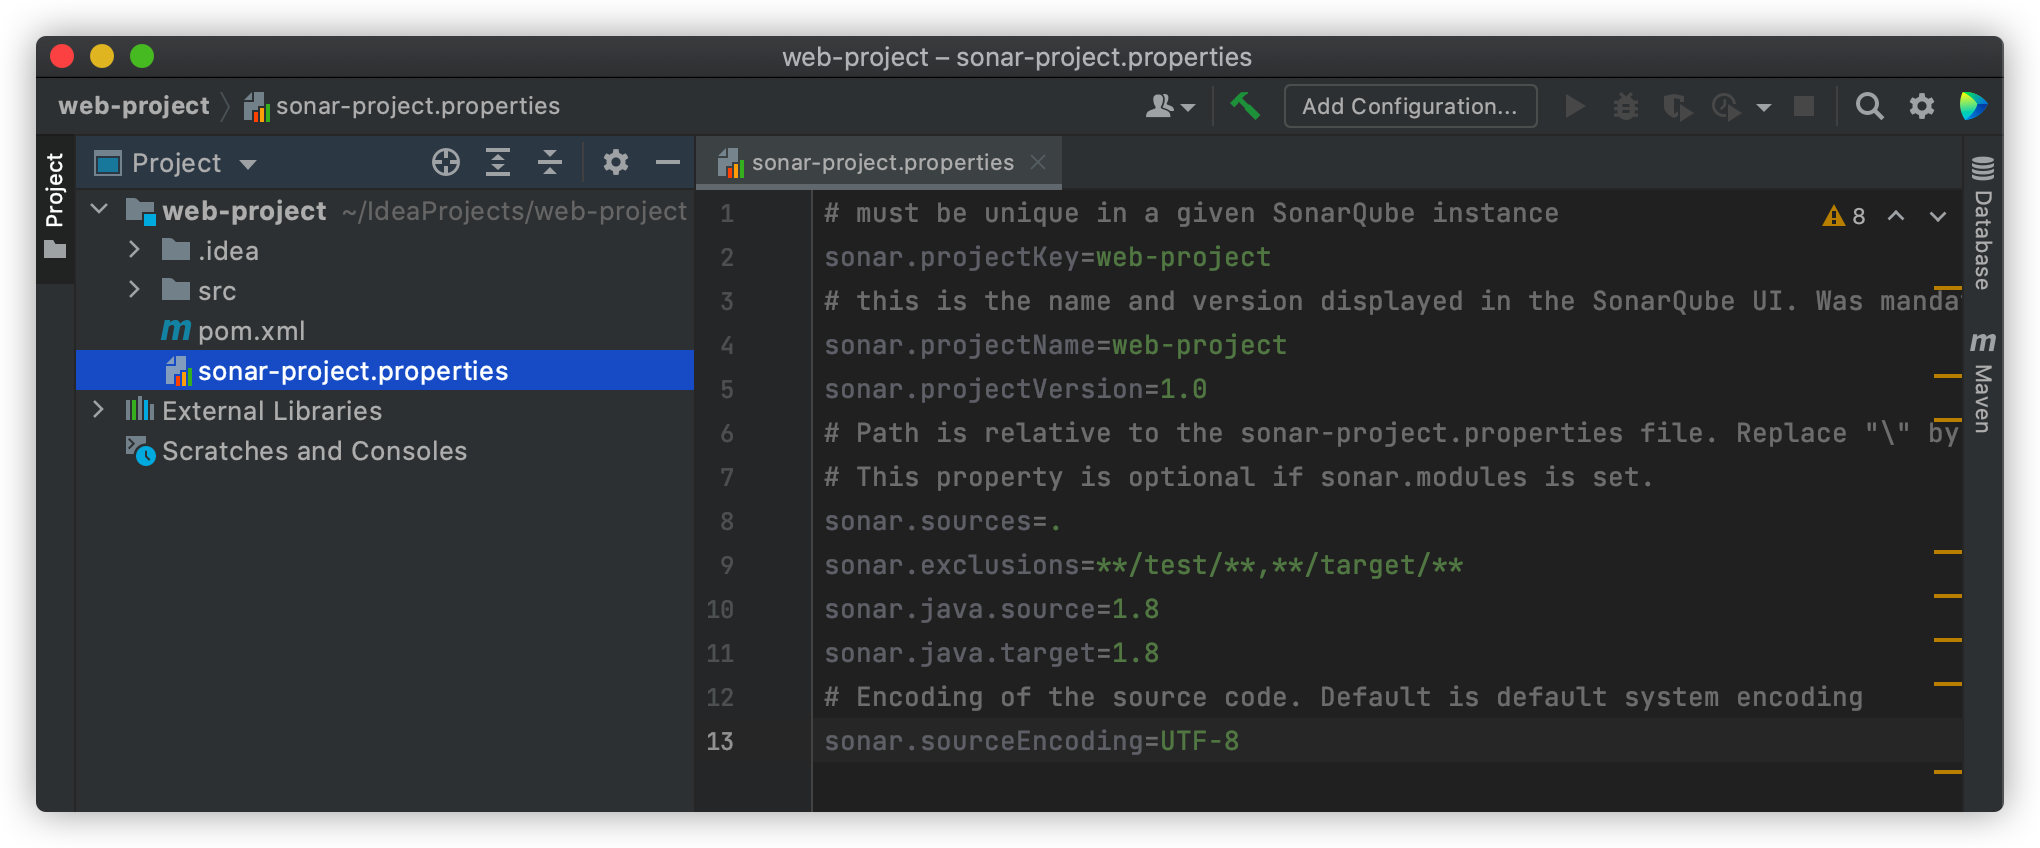 web-project – sonar-project.properties
web-project
sonar-project.properties
Add Configuration...
Project
Project
web-project ~/IdeaProjects/web-project
.idea
src
m pom.xml
sonar-project.properties
External Libraries
Scratches and Consoles
sonar-project.properties
8
1 # must be unique in a given SonarQube instance
2 sonar.projectKey=web-project
3 # this is the name and version displayed in the SonarQube UI. Was manda
4 sonar.projectName=web-project
5 sonar.projectVersion=1.0
6 # Path is relative to the sonar-project.properties file. Replace "\" by
7 # This property is optional if sonar.modules is set.
8 sonar.sources=.
9 sonar.exclusions=**/test/**,**/target/**
10 sonar.java.source=1.8
11 sonar.java.target=1.8
12 # Encoding of the source code. Default is default system encoding
13 sonar.sourceEncoding=UTF-8
Database
m
Maven